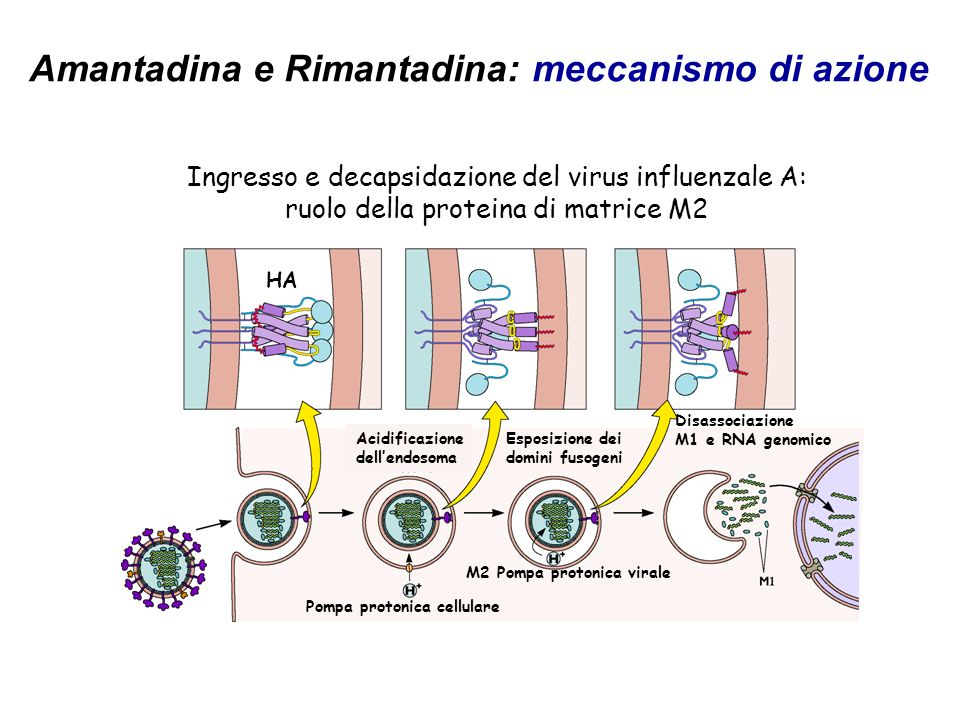 Amantadina e Rimantadina: meccanismo di azione
Ingresso e decapsidazione del virus influenzale A:
ruolo della proteina di matrice M2
HA
Acidificazione
dell'endosoma
Esposizione dei
domini fusogeni
Disassociazione
M1 e RNA genomico
H+
H+
M2 Pompa protonica virale
M1
Pompa protonica cellulare